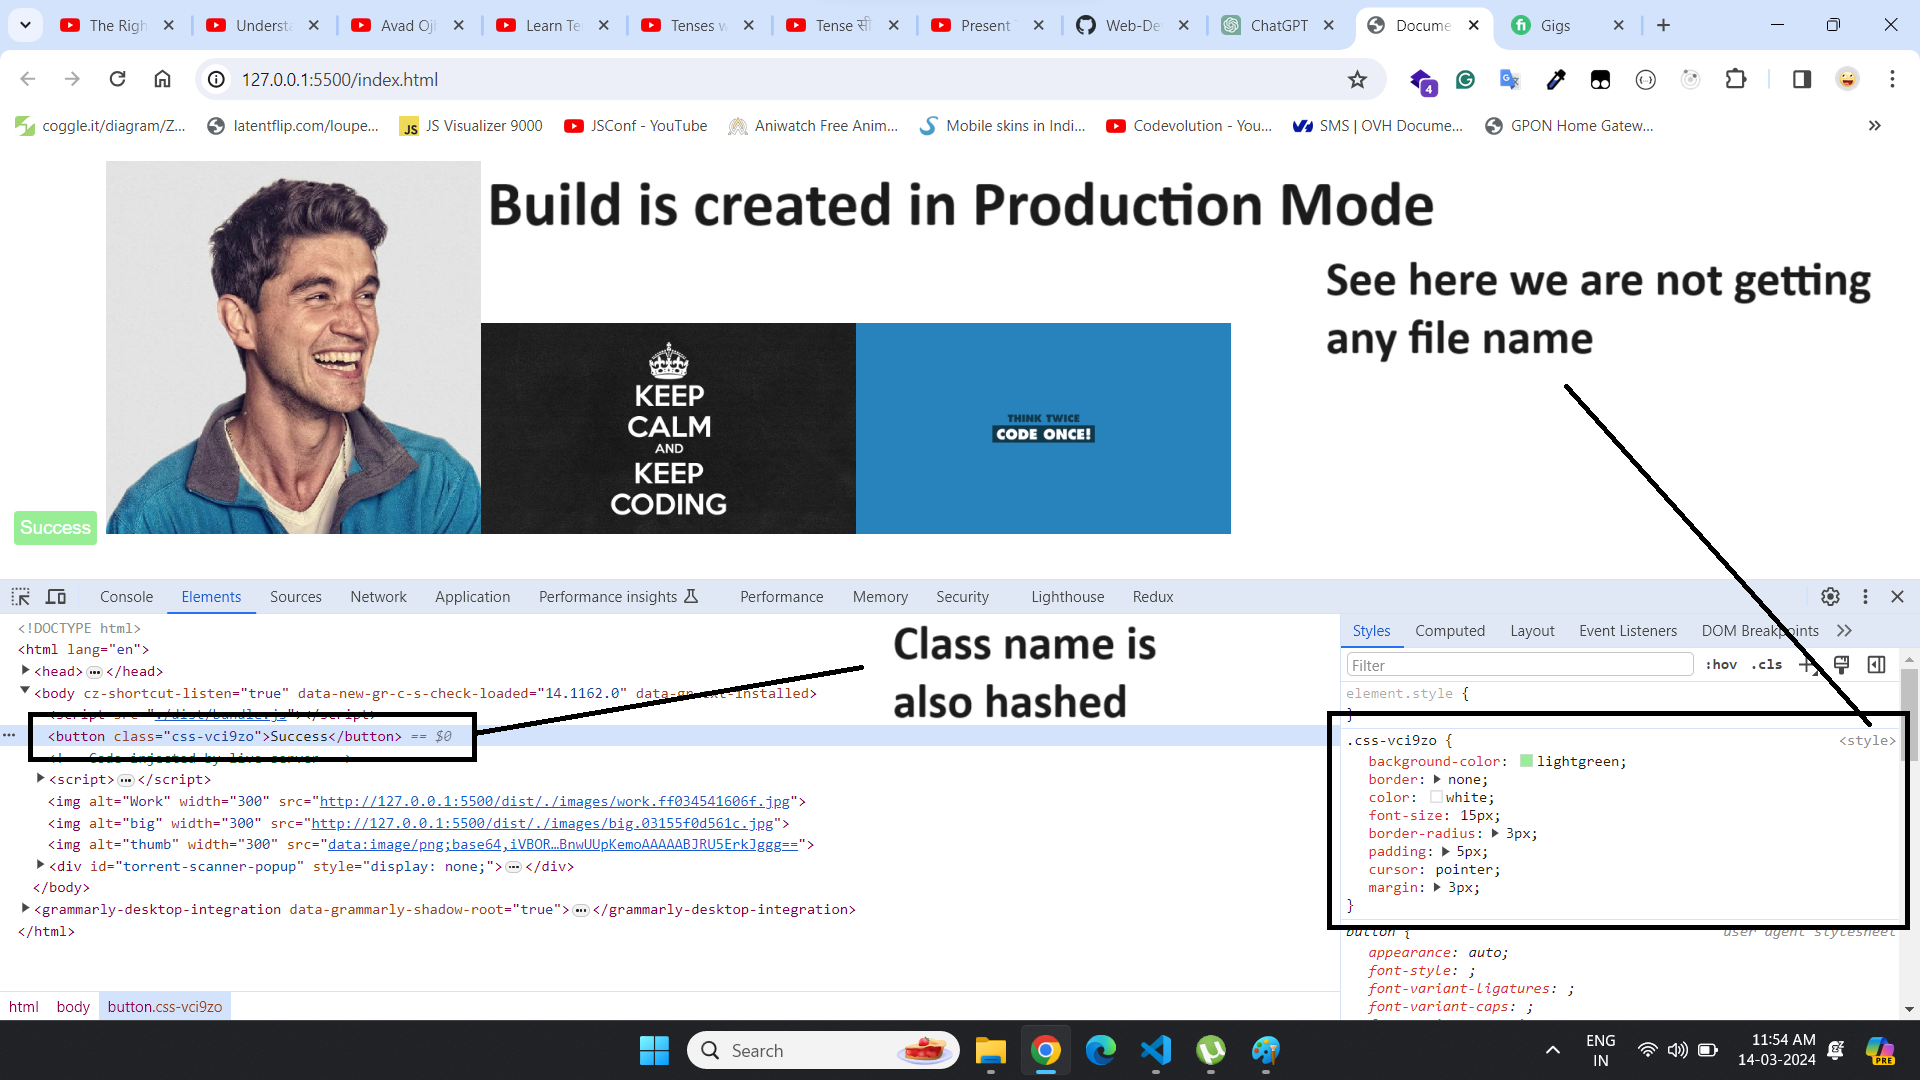 The Righ
Understa
Avad Ojh
Learn Te
Tenses w
Tense सी
Present T
Web-De
ChatGPT
Docume
Gigs
127.0.0.1:5500/index.html
4
coggle.it/diagram/Z...
latentflip.com/loupe...
JS Visualizer 9000
JSConf - YouTube
Aniwatch Free Anim...
Mobile skins in Indi...
Codevolution - You...
SMS | OVH Docume...
GPON Home Gatew...
Build is created in Production Mode
See here we are not getting
any file name
KEEP
CALM
AND
KEEP
CODING
THINK TWICE
CODE ONCE!
Success
Console Elements Sources Network Application Performance insights Performance Memory Security Lighthouse Redux
<!DOCTYPE html>
<html lang="en">
<head> ... </head>
<body cz-shortcut-listen="true" data-new-gr-c-s-check-loaded="14.1162.0" data-gr-ext-installed>
<script src="./dist/bundle.js"></script>
<button class="css-vci9zo">Success</button> == $0
<!-- Code injected by live-server -->
<script> ... </script>
<img alt="Work" width="300" src="http://127.0.0.1:5500/dist/./images/work.ff034541606f.jpg">
<img alt="big" width="300" src="http://127.0.0.1:5500/dist/./images/big.03155f0d561c.jpg">
<img alt="thumb" width="300" src="data:image/png;base64,iVBOR…BnwUUpKemoAAAAABJRU5ErkJggg==">
<div id="torrent-scanner-popup" style="display: none;"> ... </div>
</body>
<grammarly-desktop-integration data-grammarly-shadow-root="true"> ... </grammarly-desktop-integration>
</html>
html body button.css-vci9zo
Class name is
also hashed
Styles Computed Layout Event Listeners DOM Breakpoints
Filter :hov .cls
element.style {
}
.css-vci9zo { <style>
background-color: lightgreen;
border: none;
color: white;
font-size: 15px;
border-radius: 3px;
padding: 5px;
cursor: pointer;
margin: 3px;
}
button { user agent stylesheet
appearance: auto;
font-style: ;
font-variant-ligatures: ;
font-variant-caps: ;
Search
ENG
IN
11:54 AM
14-03-2024
PRE